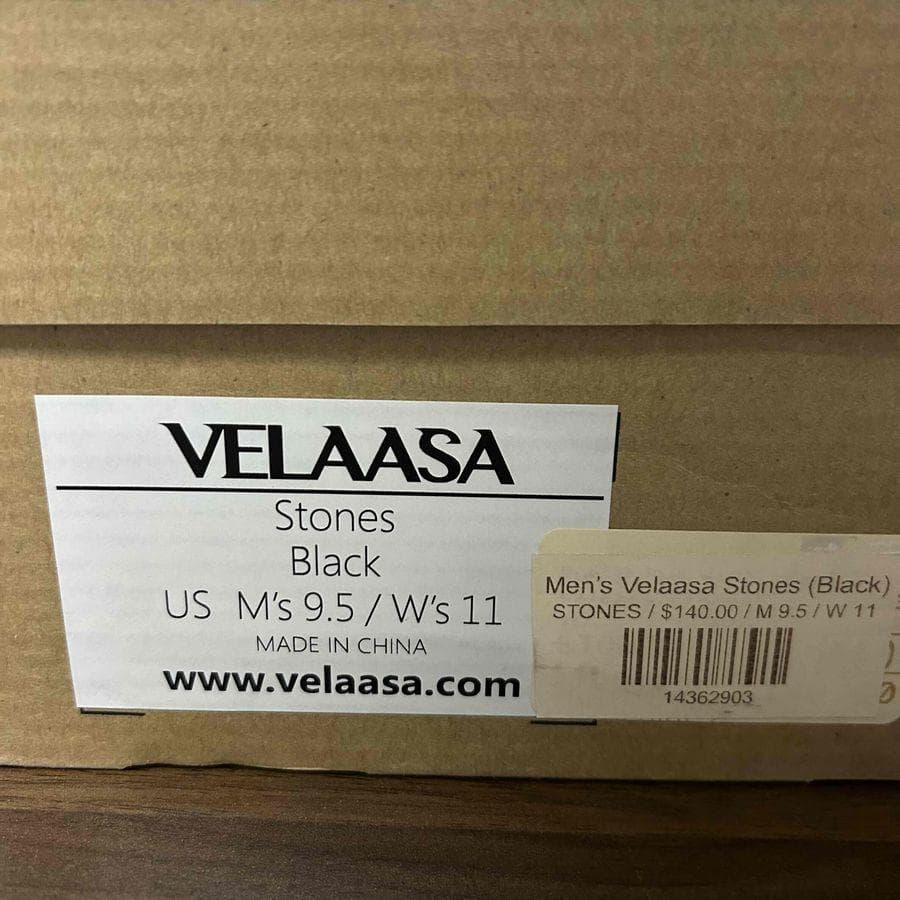 VELAASA
Stones
Black
US M's 9.5 / W's 11
MADE IN CHINA
www.velaasa.com
Men's Velaasa Stones (Black)
STONES / $140.00 / M 9.5 / W 11
14362903